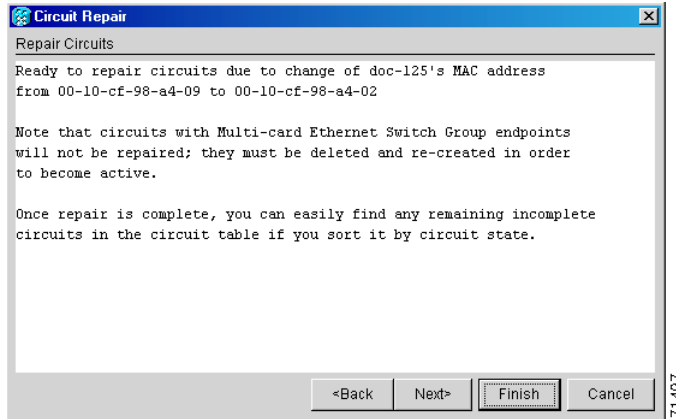 Circuit Repair
Repair Circuits
Ready to repair circuits due to change of doc-125's MAC address
from 00-10-cf-98-a4-09 to 00-10-cf-98-a4-02
Note that circuits with Multi-card Ethernet Switch Group endpoints
will not be repaired; they must be deleted and re-created in order
to become active.
Once repair is complete, you can easily find any remaining incomplete
circuits in the circuit table if you sort it by circuit state.
<Back Next> Finish Cancel